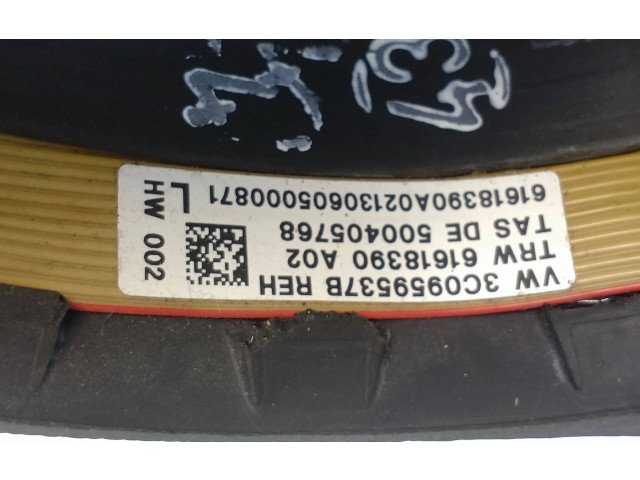 VW 3C0959537B REH
TRW 61618390 A02
TAS DE 500405768
61618390A02130605000871
L
HW 002